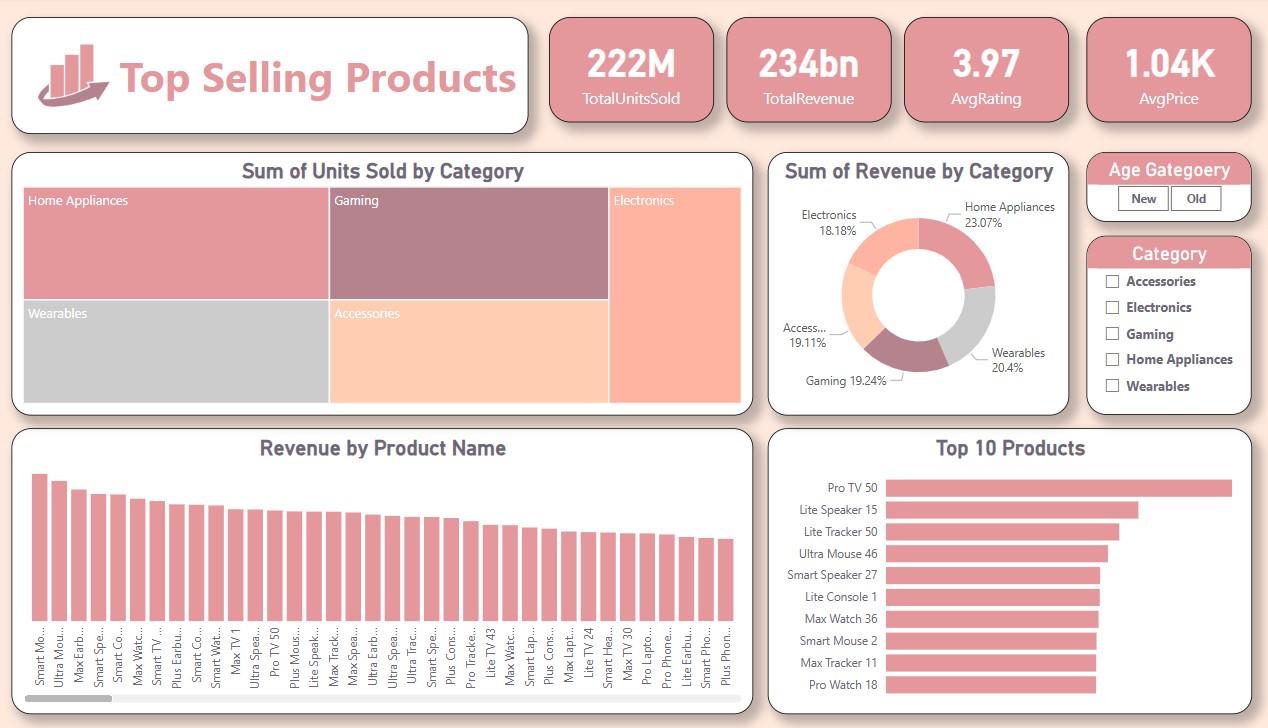 Top Selling Products
222M
TotalUnitsSold
234bn
TotalRevenue
3.97
AvgRating
1.04K
AvgPrice
Sum of Units Sold by Category
Home Appliances
Gaming
Electronics
Wearables
Accessories
Sum of Revenue by Category
Home Appliances
23.07%
Electronics
18.18%
Access...
19.11%
Wearables
20.4%
Gaming 19.24%
Age Gategoery
New
Old
Category
Accessories
Electronics
Gaming
Home Appliances
Wearables
Revenue by Product Name
Smart Mo...
Ultra Mou...
Max Earb...
Smart Spe...
Smart Co...
Max Watc...
Smart TV ...
Plus Earbu...
Smart Co...
Smart Wat...
Max TV 1
Ultra Spea...
Pro TV 50
Plus Mous...
Lite Speak...
Max Track...
Max Spea...
Ultra Earb...
Ultra Spea...
Ultra Trac...
Smart Spe...
Plus Cons...
Pro Tracke...
Lite TV 43
Max Watc...
Smart Lap...
Plus Cons...
Max Lapt...
Lite TV 24
Smart Hea...
Max TV 30
Pro Lapto...
Pro Phone...
Lite Earbu...
Smart Pho...
Plus Phon...
Top 10 Products
Pro TV 50
Lite Speaker 15
Lite Tracker 50
Ultra Mouse 46
Smart Speaker 27
Lite Console 1
Max Watch 36
Smart Mouse 2
Max Tracker 11
Pro Watch 18